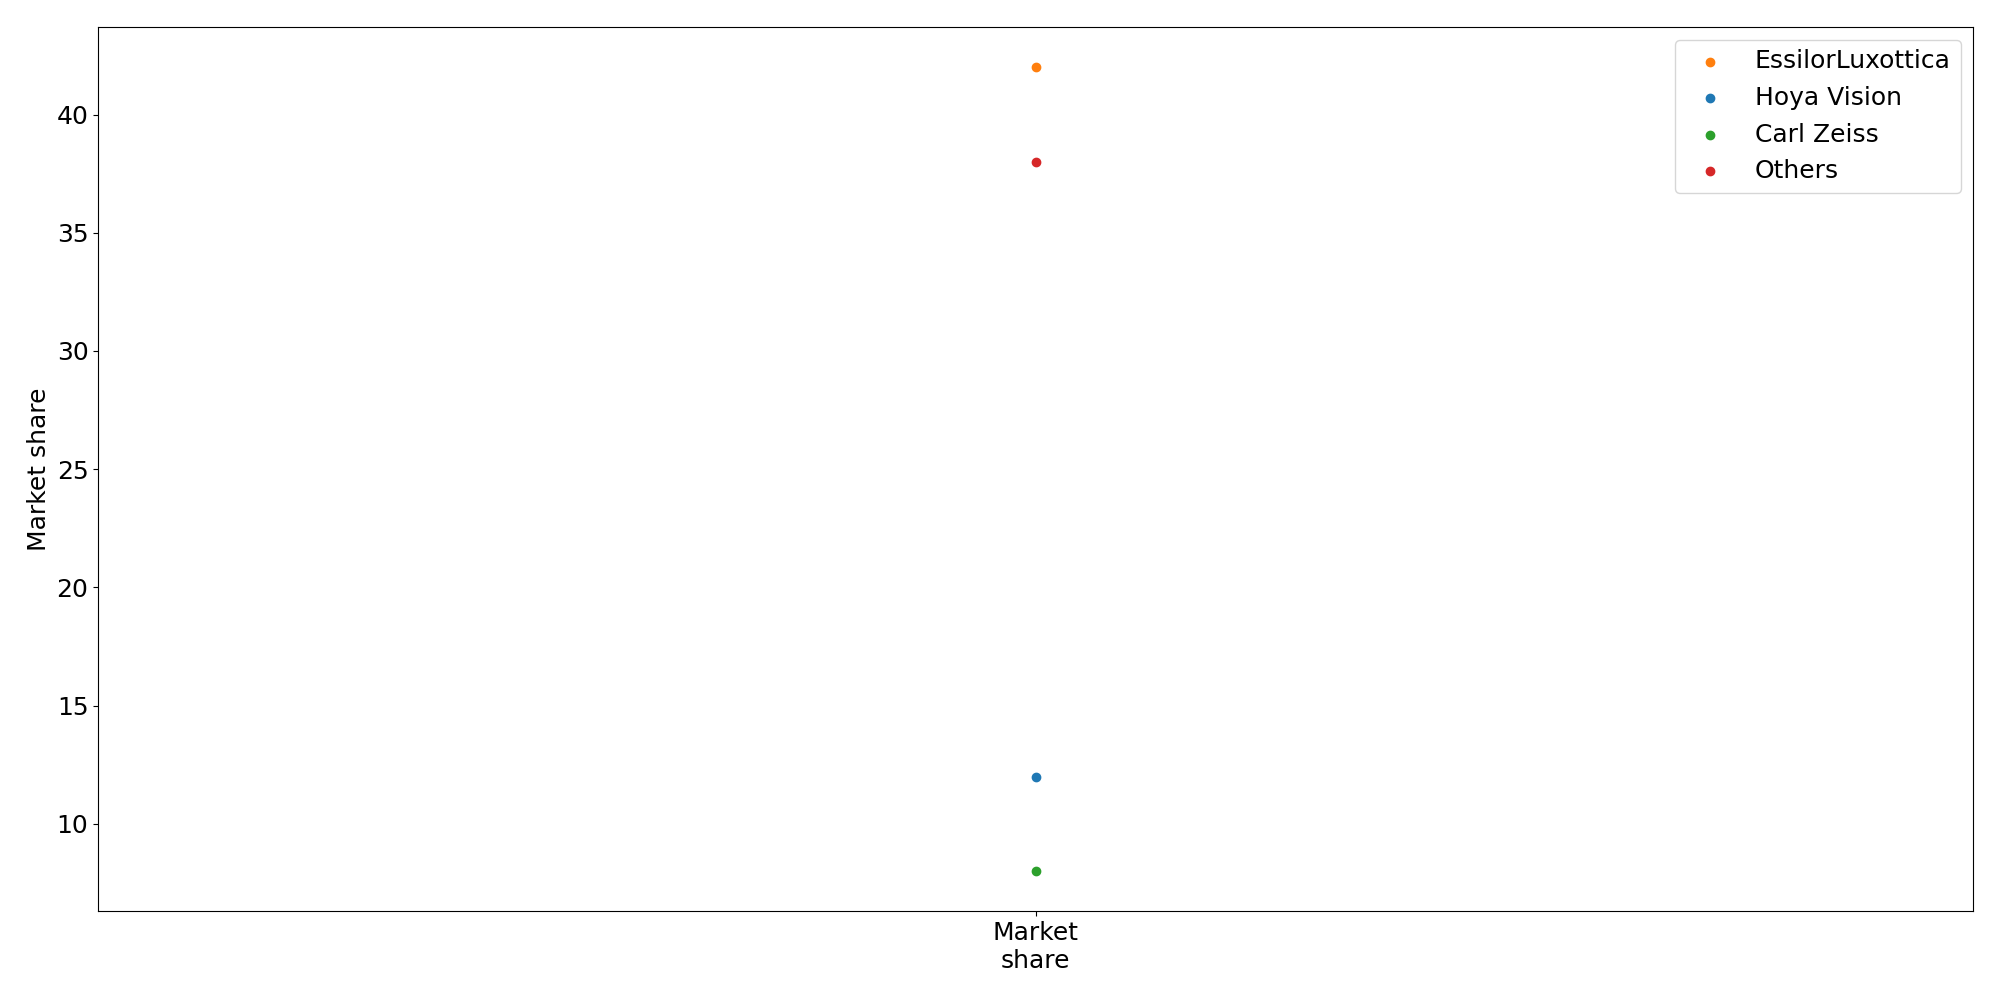 Market share
40
35
30
25
20
15
10
Market
share
EssilorLuxottica
Hoya Vision
Carl Zeiss
Others